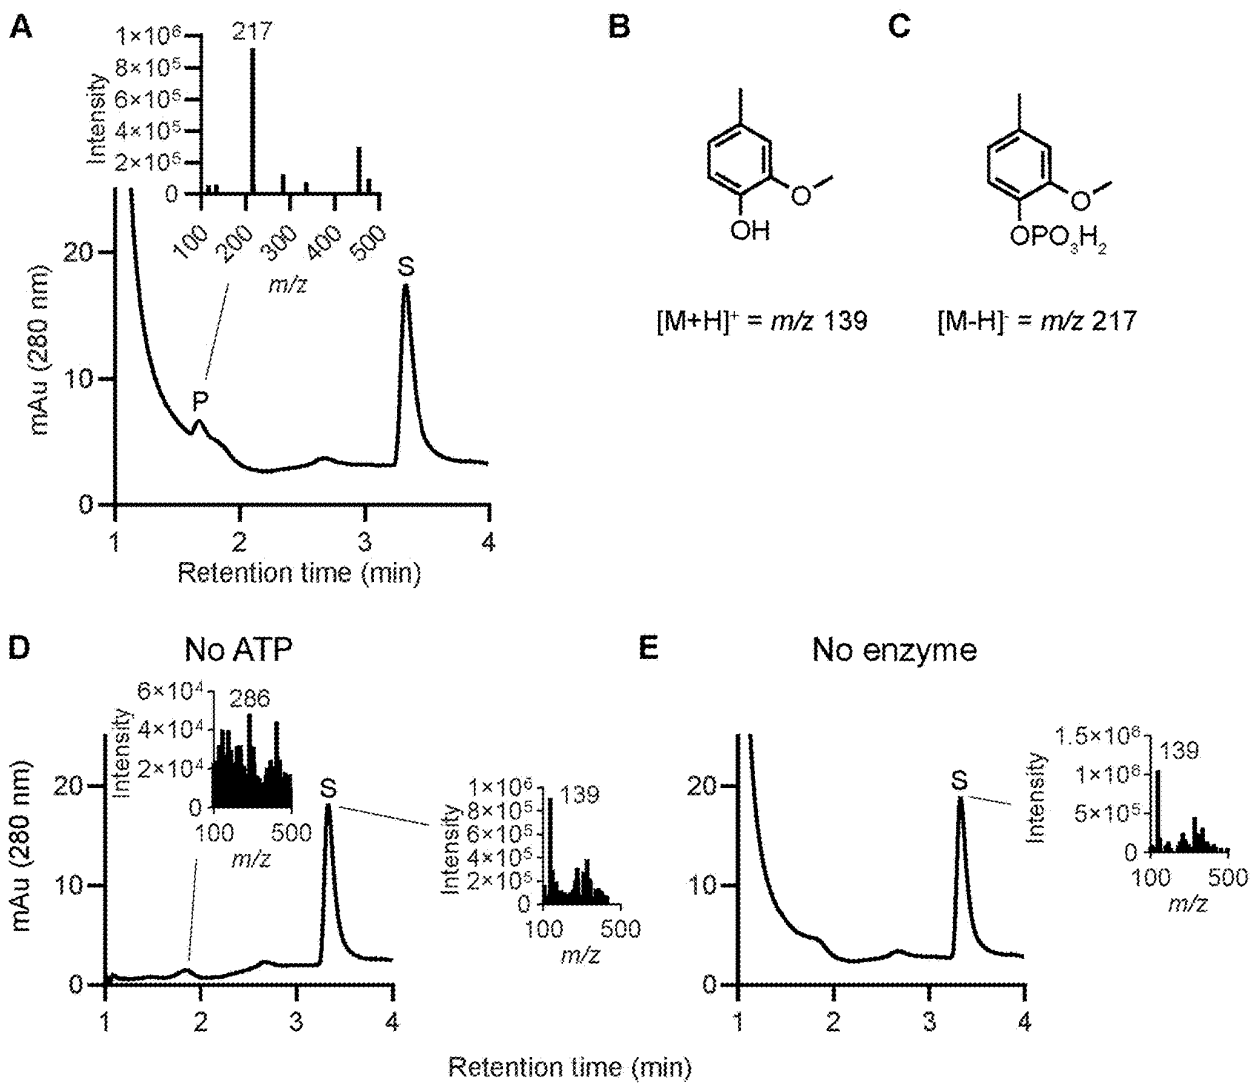 A
217
1×10⁶
8×10⁵
6×10⁵
4×10⁵
2×10⁵
0
Intensity
100
200
300
400
500
m/z
20
10
0
mAu (280 nm)
P
S
1
2
3
4
Retention time (min)
B
O
OH
[M+H]⁺ = m/z 139
C
O
OPO₃H₂
[M-H]⁻ = m/z 217
D
No ATP
6×10⁴
4×10⁴
2×10⁴
0
Intensity
286
100
500
m/z
20
10
0
mAu (280 nm)
S
1×10⁶
8×10⁵
6×10⁵
4×10⁵
2×10⁵
0
Intensity
139
100
500
m/z
1
2
3
4
E
No enzyme
20
10
0
S
1.5×10⁶
1×10⁶
5×10⁵
0
Intensity
139
100
500
m/z
1
2
3
4
Retention time (min)